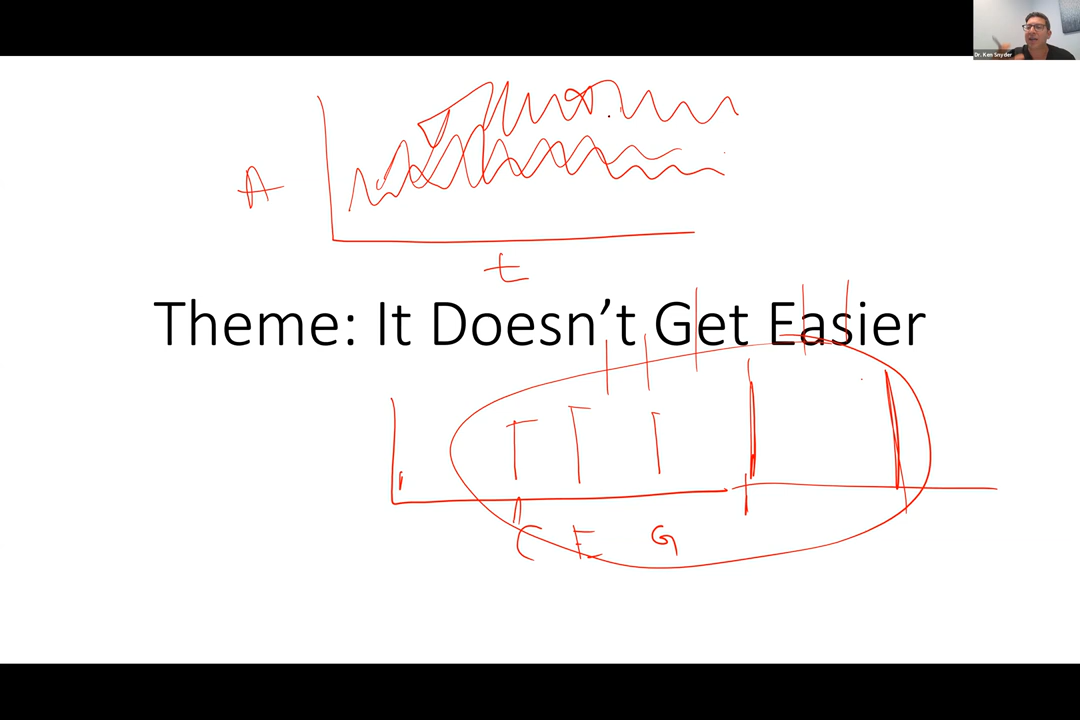 Dr. Ken Snyder
A
t
Theme: It Doesn’t Get Easier
C E G